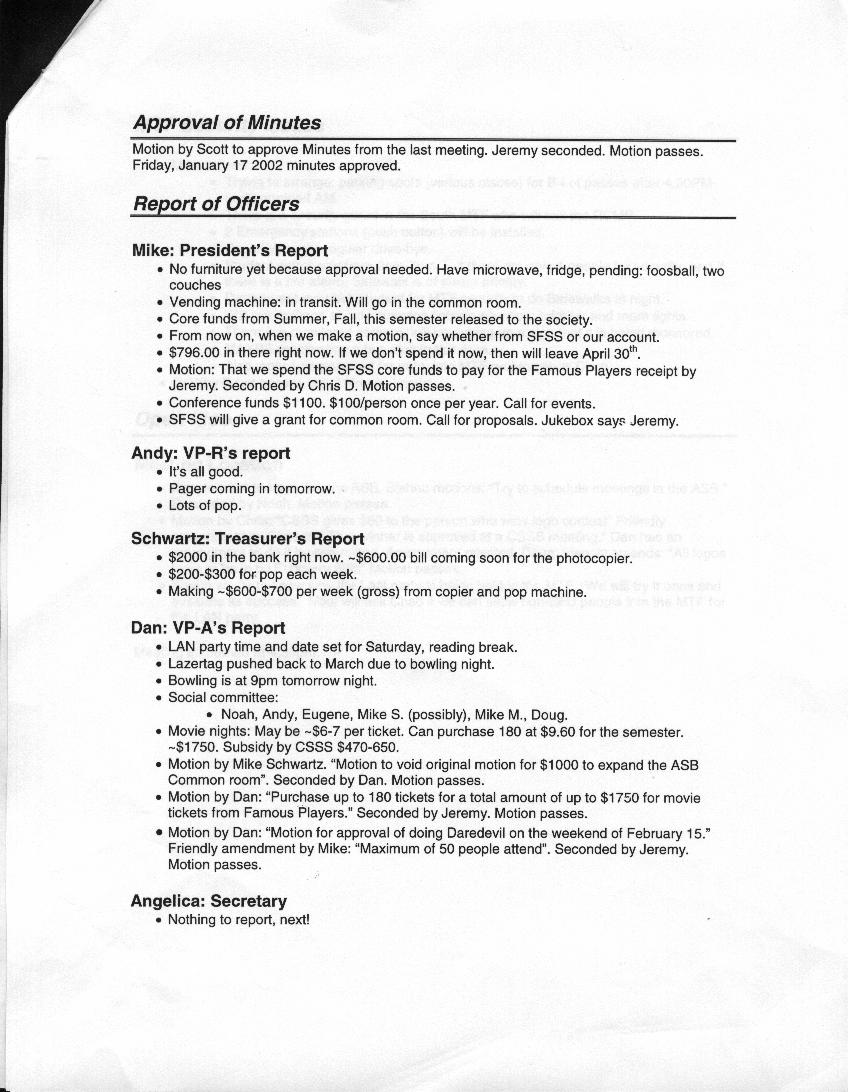 Approval of Minutes
Motion by Scott to approve Minutes from the last meeting. Jeremy seconded. Motion passes.
Friday, January 17 2002 minutes approved.
Report of Officers
Mike: President's Report
• No furniture yet because approval needed. Have microwave, fridge, pending: foosball, two
couches
• Vending machine: in transit. Will go in the common room.
• Core funds from Summer, Fall, this semester released to the society.
• From now on, when we make a motion, say whether from SFSS or our account.
• $796.00 in there right now. If we don't spend it now, then will leave April 30th.
• Motion: That we spend the SFSS core funds to pay for the Famous Players receipt by
Jeremy. Seconded by Chris D. Motion passes.
• Conference funds $1100. $100/person once per year. Call for events.
• SFSS will give a grant for common room. Call for proposals. Jukebox says Jeremy.
Andy: VP-R's report
• It's all good.
• Pager coming in tomorrow.
• Lots of pop.
Schwartz: Treasurer's Report
• $2000 in the bank right now. ~$600.00 bill coming soon for the photocopier.
• $200-$300 for pop each week.
• Making ~$600-$700 per week (gross) from copier and pop machine.
Dan: VP-A's Report
• LAN party time and date set for Saturday, reading break.
• Lazertag pushed back to March due to bowling night.
• Bowling is at 9pm tomorrow night.
• Social committee:
• Noah, Andy, Eugene, Mike S. (possibly), Mike M., Doug.
• Movie nights: May be ~$6-7 per ticket. Can purchase 180 at $9.60 for the semester.
~$1750. Subsidy by CSSS $470-650.
• Motion by Mike Schwartz. "Motion to void original motion for $1000 to expand the ASB
Common room". Seconded by Dan. Motion passes.
• Motion by Dan: "Purchase up to 180 tickets for a total amount of up to $1750 for movie
tickets from Famous Players." Seconded by Jeremy. Motion passes.
• Motion by Dan: "Motion for approval of doing Daredevil on the weekend of February 15."
Friendly amendment by Mike: "Maximum of 50 people attend". Seconded by Jeremy.
Motion passes.
Angelica: Secretary
• Nothing to report, next!